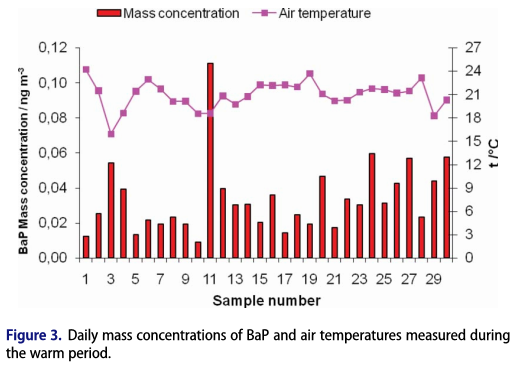 Mass concentration Air temperature
0,12 27
24
0,10 21
0,08 18
15
0,06 12
0,04 9
6
0,02 3
0,00 0
BaP Mass concentration / ng m⁻³
t /°C
1 3 5 7 9 11 13 15 17 19 21 23 25 27 29
Sample number
Figure 3. Daily mass concentrations of BaP and air temperatures measured during
the warm period.